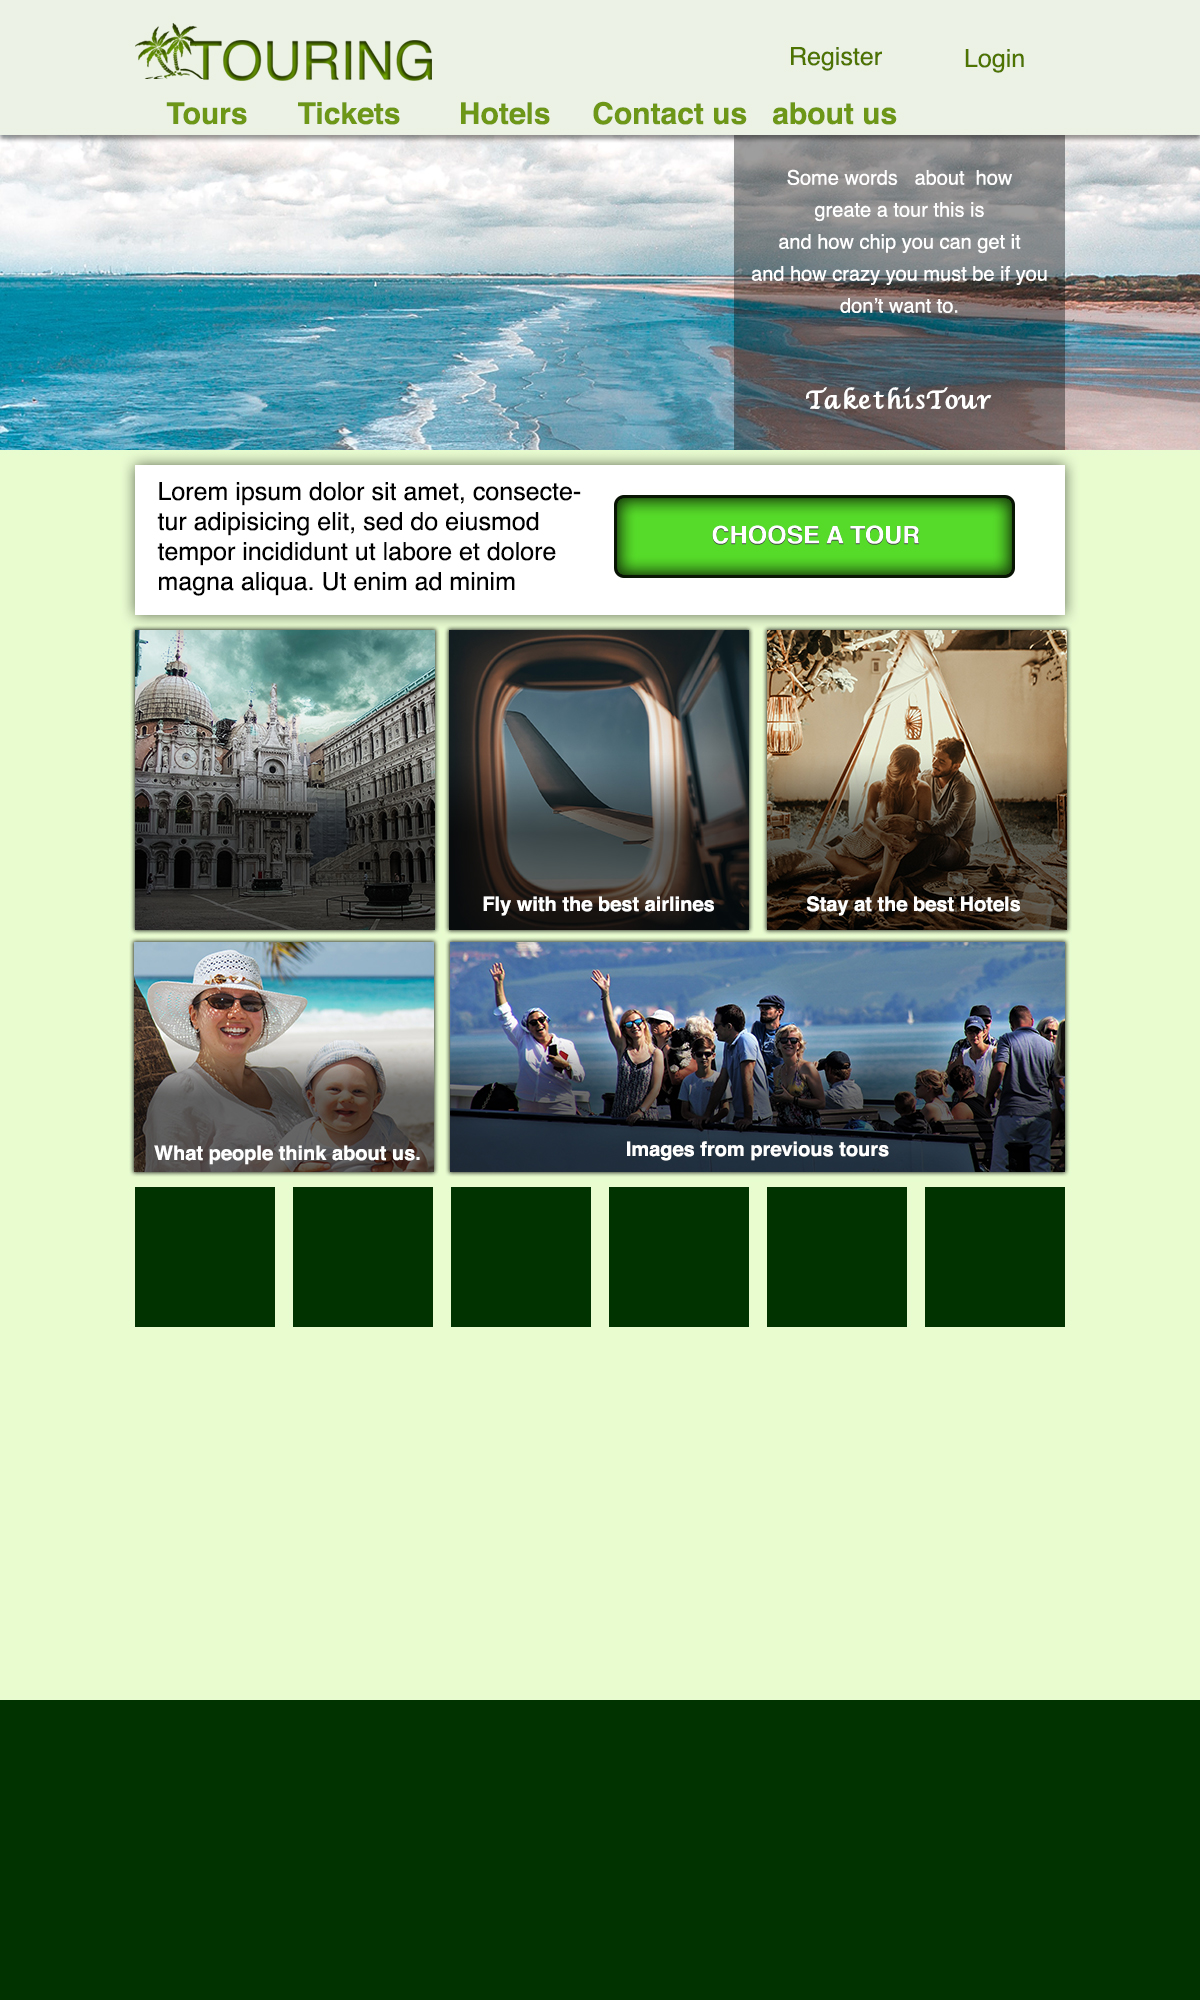 TOURING
Register
Login
Tours
Tickets
Hotels
Contact us
about us
Some words about how
greate a tour this is
and how chip you can get it
and how crazy you must be if you
don't want to.
TakethisTour
Lorem ipsum dolor sit amet, consecte-
tur adipisicing elit, sed do eiusmod
tempor incididunt ut labore et dolore
magna aliqua. Ut enim ad minim
CHOOSE A TOUR
Fly with the best airlines
Stay at the best Hotels
What people think about us.
Images from previous tours